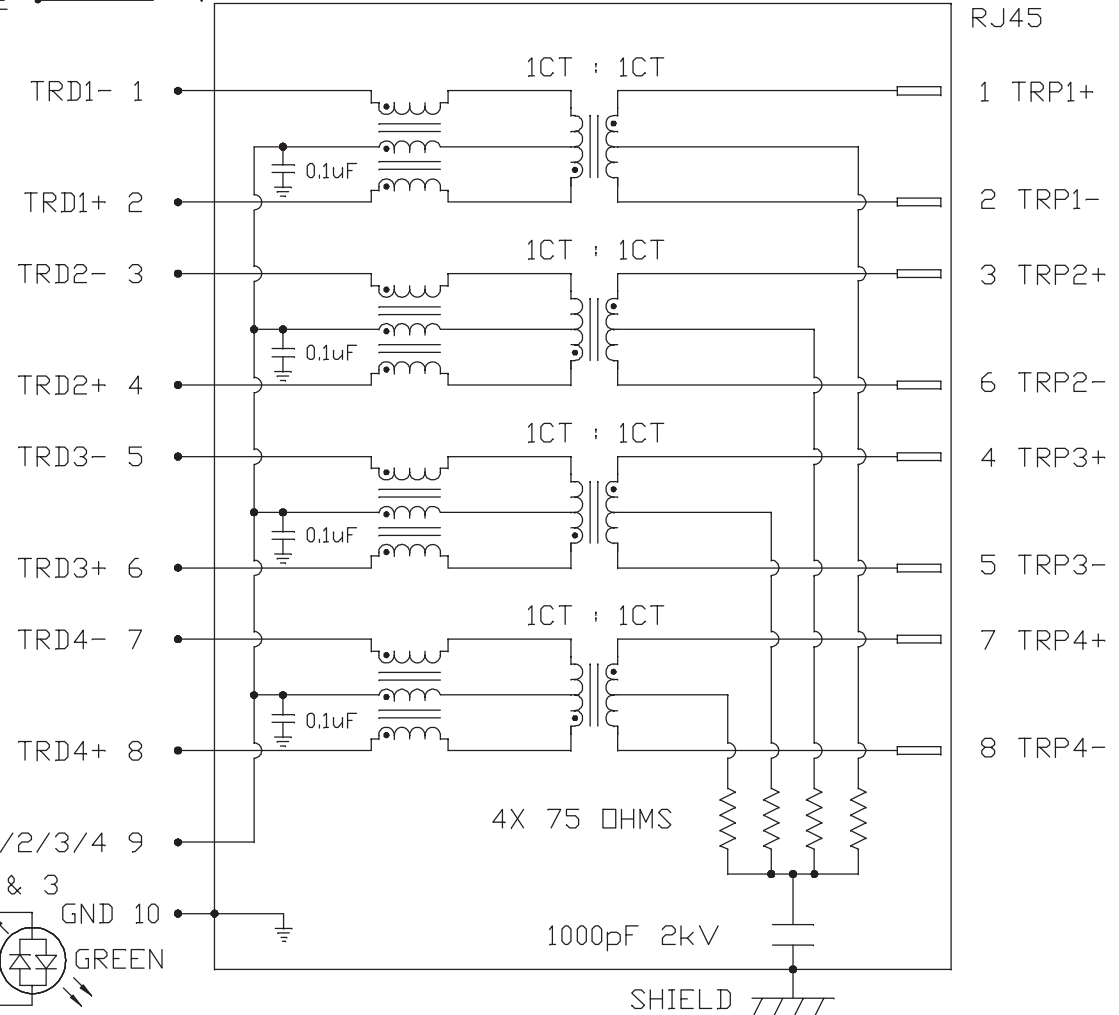 RJ45
1CT : 1CT
TRD1- 1
1 TRP1+
0.1uF
TRD1+ 2
2 TRP1-
1CT : 1CT
TRD2- 3
3 TRP2+
0.1uF
TRD2+ 4
6 TRP2-
1CT : 1CT
TRD3- 5
4 TRP3+
0.1uF
TRD3+ 6
5 TRP3-
1CT : 1CT
TRD4- 7
7 TRP4+
0.1uF
TRD4+ 8
8 TRP4-
4X 75 OHMS
/2/3/4 9
& 3
GND 10
1000pF 2kV
GREEN
SHIELD